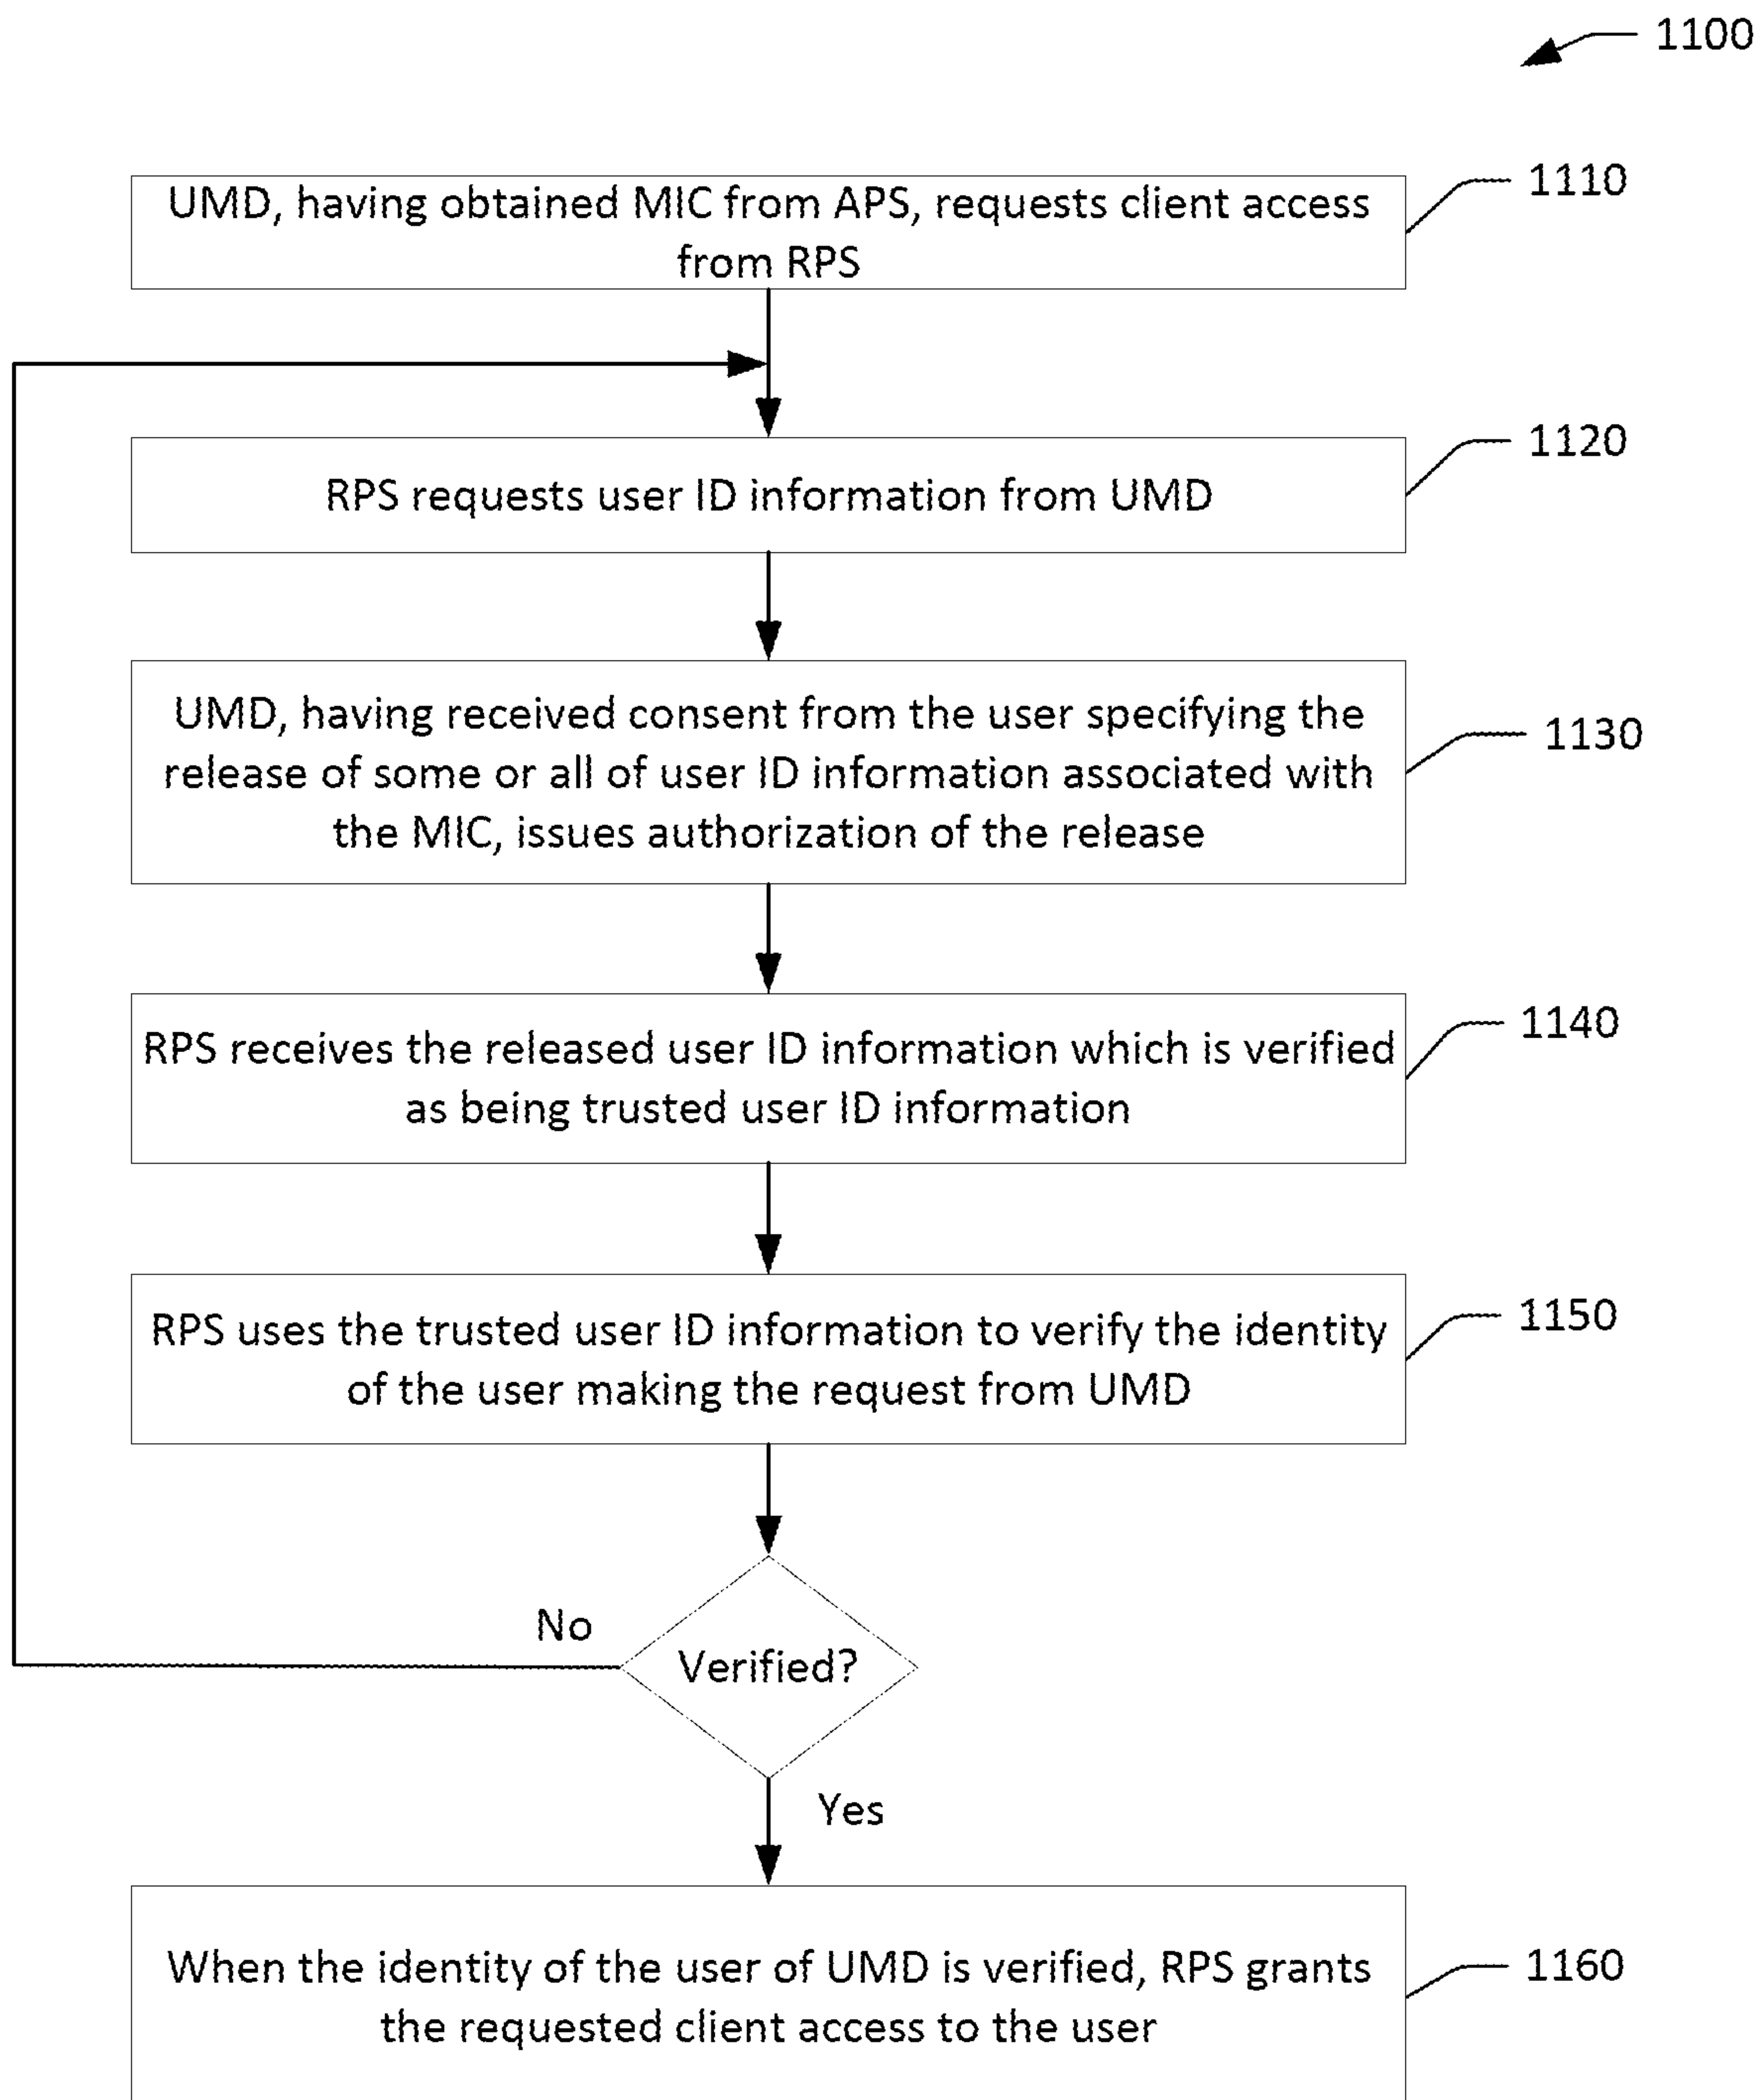 1100
UMD, having obtained MIC from APS, requests client access
from RPS
1110
RPS requests user ID information from UMD
1120
UMD, having received consent from the user specifying the
release of some or all of user ID information associated with
the MIC, issues authorization of the release
1130
RPS receives the released user ID information which is verified
as being trusted user ID information
1140
RPS uses the trusted user ID information to verify the identity
of the user making the request from UMD
1150
No
Verified?
Yes
When the identity of the user of UMD is verified, RPS grants
the requested client access to the user
1160